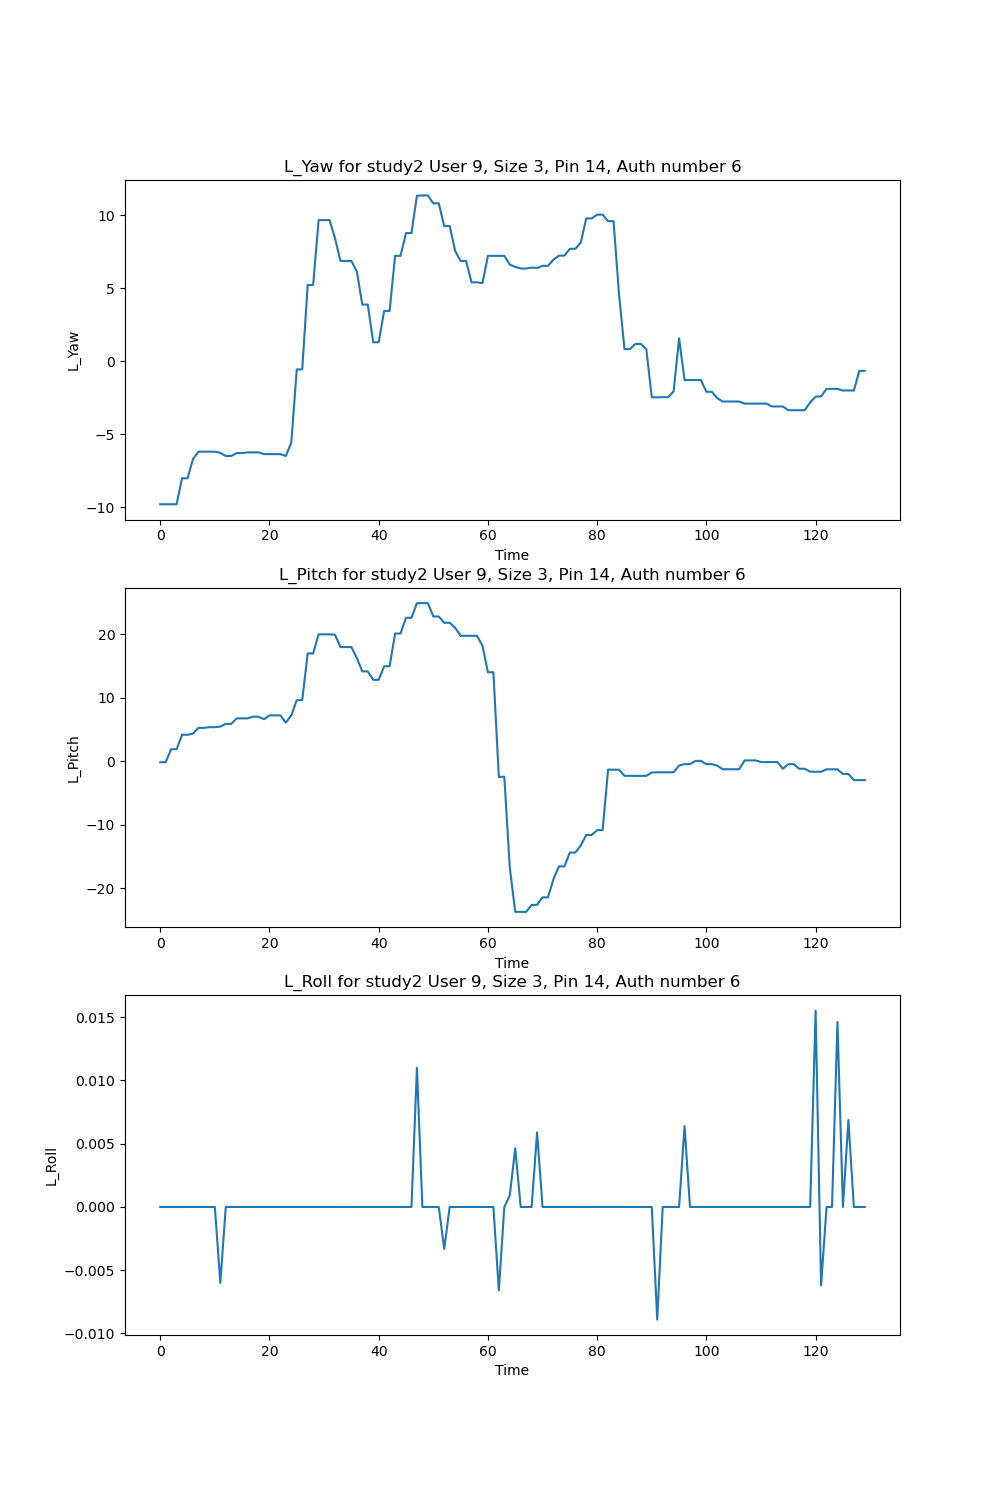 L_Yaw for study2 User 9, Size 3, Pin 14, Auth number 6
10
5
0
−5
−10
L_Yaw
0 20 40 60 80 100 120
Time
L_Pitch for study2 User 9, Size 3, Pin 14, Auth number 6
20
10
0
−10
−20
L_Pitch
0 20 40 60 80 100 120
Time
L_Roll for study2 User 9, Size 3, Pin 14, Auth number 6
0.015
0.010
0.005
0.000
−0.005
−0.010
L_Roll
0 20 40 60 80 100 120
Time